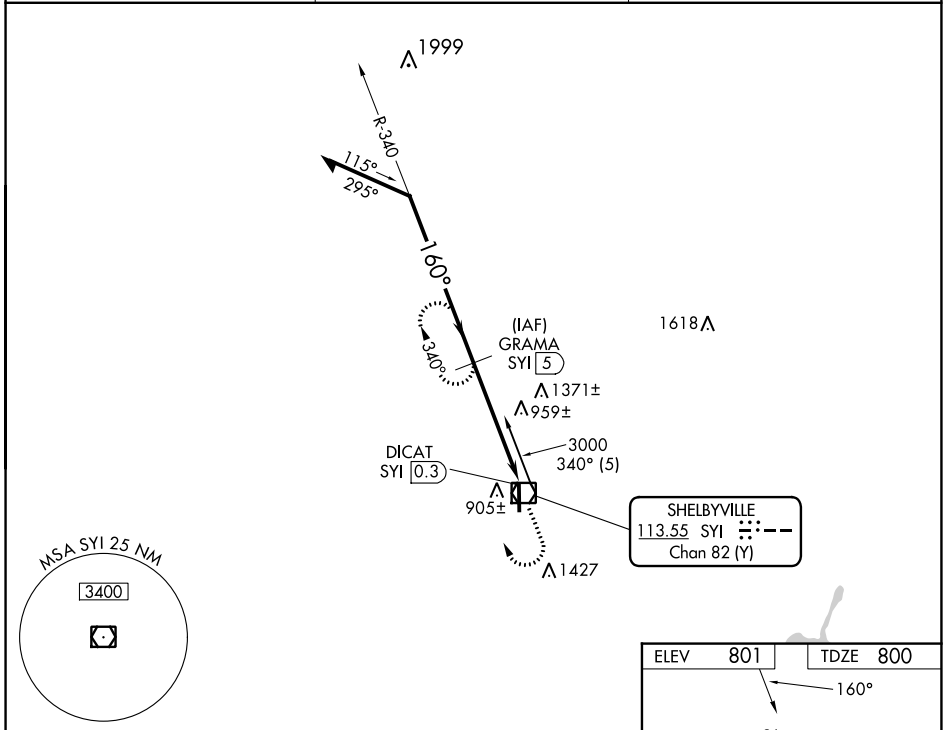 1999
R-340
115°
295°
160°
340°
(IAF)
GRAMA
SYI 5
1618
1371±
959±
3000
340° (5)
DICAT
SYI 0.3
905±
SHELBYVILLE
113.55 SYI
Chan 82 (Y)
1427
MSA SYI 25 NM
3400
ELEV 801
TDZE 800
160°